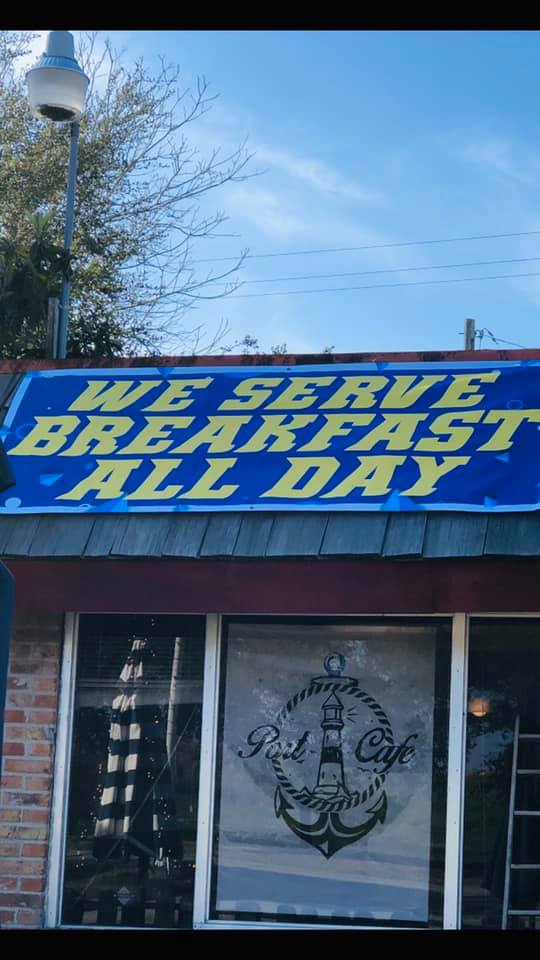 WE SERVE
BREAKFAST
ALL DAY
Port Cafe